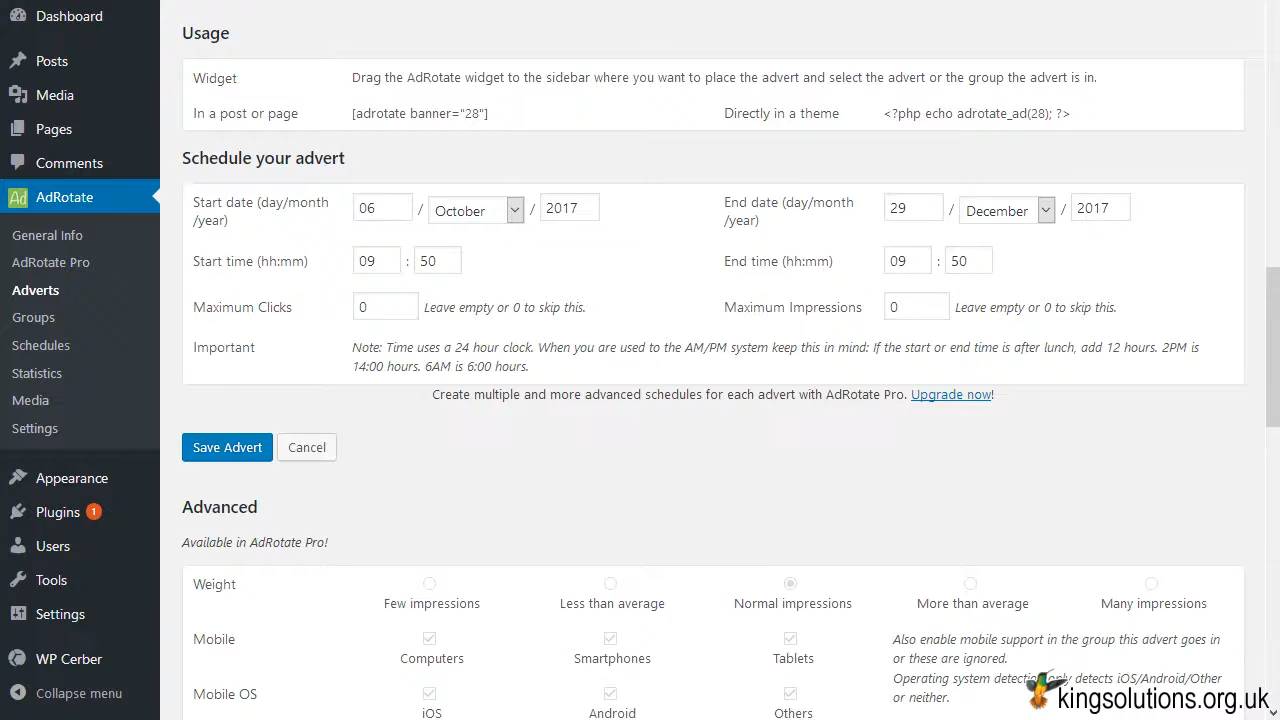 Dashboard
Posts
Media
Pages
Comments
Ad AdRotate
General Info
AdRotate Pro
Adverts
Groups
Schedules
Statistics
Media
Settings
Appearance
Plugins 1
Users
Tools
Settings
WP Cerber
Collapse menu
Usage
Widget Drag the AdRotate widget to the sidebar where you want to place the advert and select the advert or the group the advert is in.
In a post or page [adrotate banner="28"] Directly in a theme <?php echo adrotate_ad(28); ?>
Schedule your advert
Start date (day/month
/year)
06 / October / 2017
End date (day/month
/year)
29 / December / 2017
Start time (hh:mm) 09 : 50 End time (hh:mm) 09 : 50
Maximum Clicks 0 Leave empty or 0 to skip this. Maximum Impressions 0 Leave empty or 0 to skip this.
Important Note: Time uses a 24 hour clock. When you are used to the AM/PM system keep this in mind: If the start or end time is after lunch, add 12 hours. 2PM is
14:00 hours. 6AM is 6:00 hours.
Create multiple and more advanced schedules for each advert with AdRotate Pro. Upgrade now!
Save Advert Cancel
Advanced
Available in AdRotate Pro!
Weight
Few impressions Less than average Normal impressions More than average Many impressions
Mobile
Computers Smartphones Tablets
Also enable mobile support in the group this advert goes in
or these are ignored.
Operating system detection only detects iOS/Android/Other
or neither.
Mobile OS
iOS Android Others
kingsolutions.org.uk